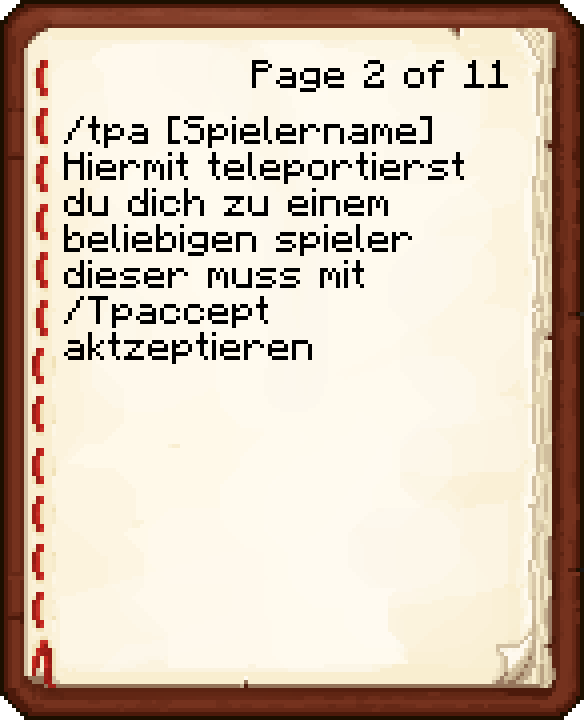 Page 2 of 11
/tpa [Spielername]
Hiermit teleportierst
du dich zu einem
beliebigen spieler
dieser muss mit
/Tpaccept
aktzeptieren